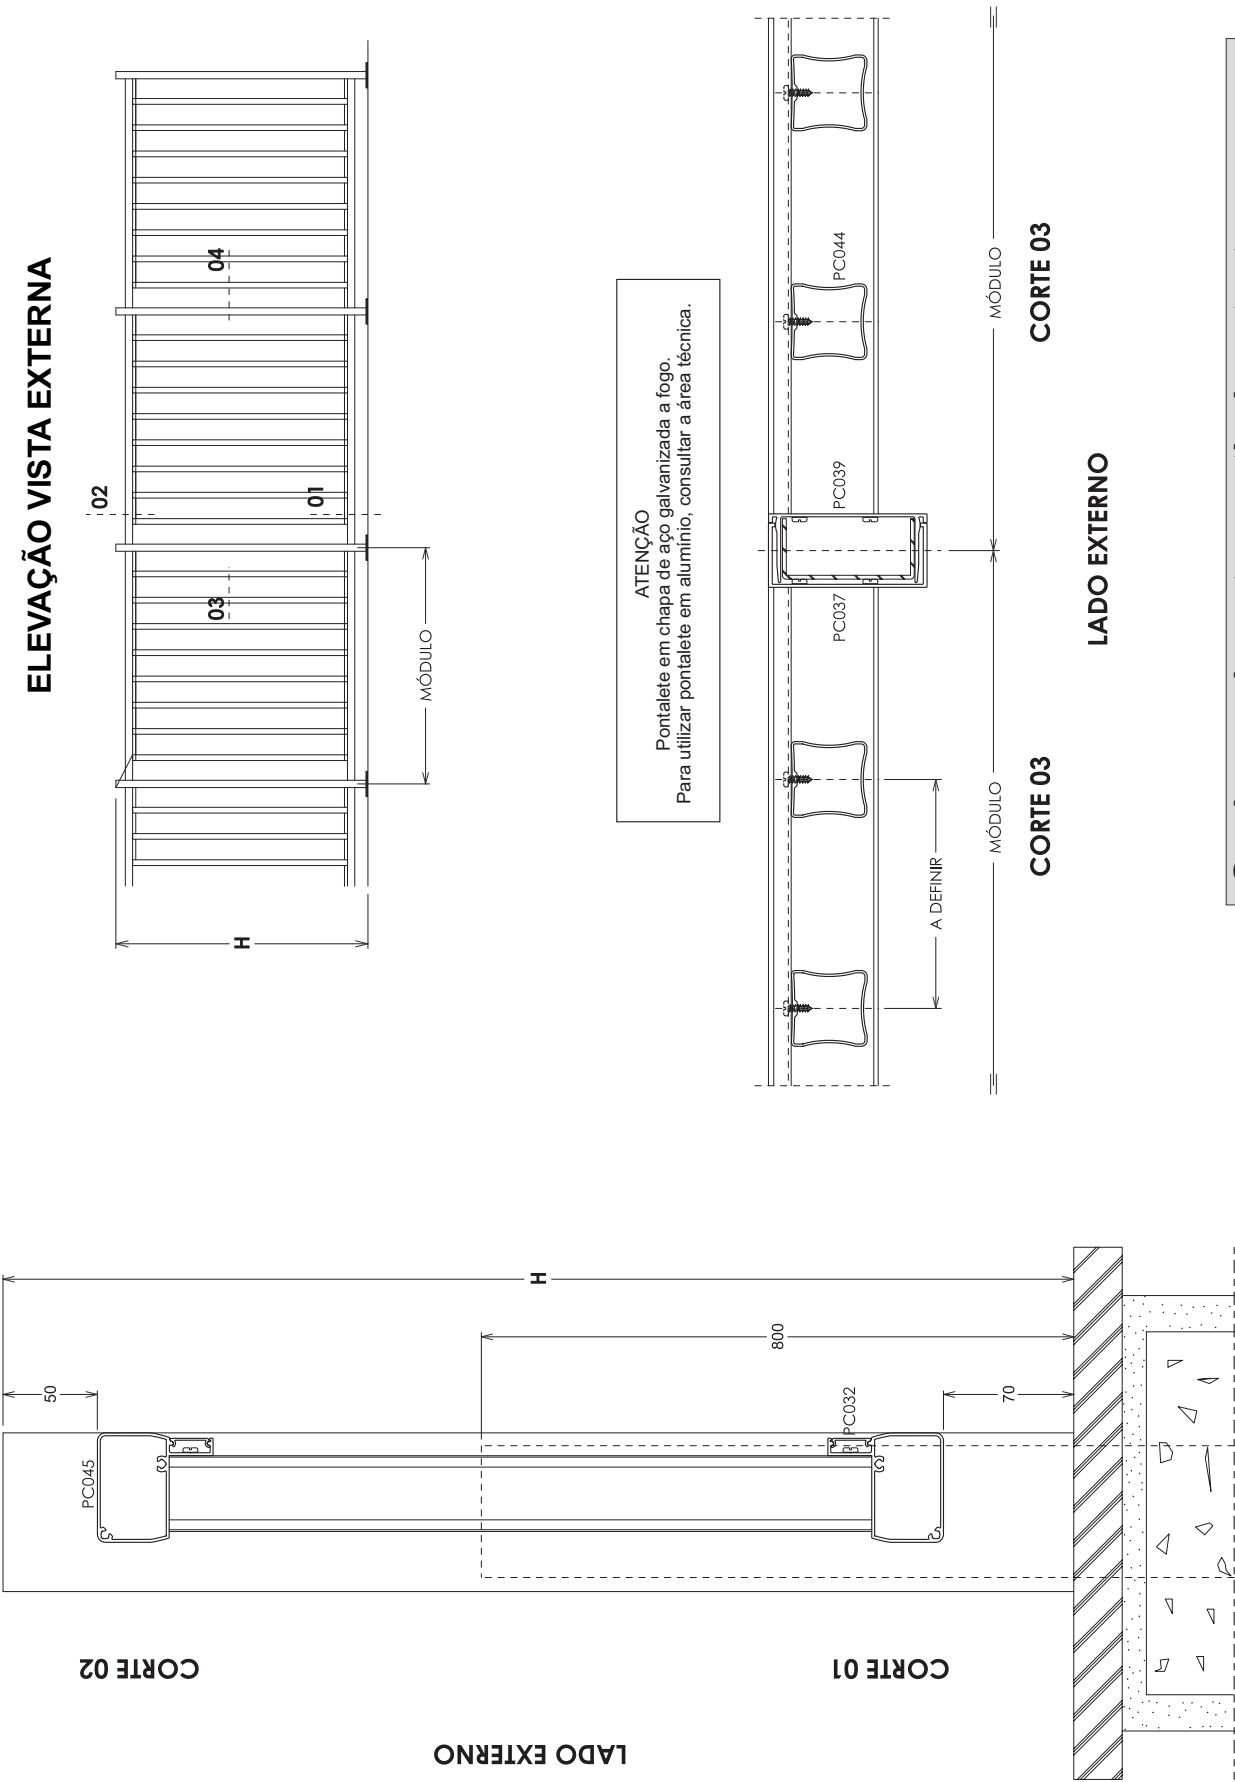 ELEVAÇÃO VISTA EXTERNA
02
01
03
04
MÓDULO
H
ATENÇÃO
Pontalete em chapa de aço galvanizada a fogo.
Para utilizar pontalete em alumínio, consultar a área técnica.
PC037
PC039
PC044
A DEFINIR
MÓDULO
MÓDULO
CORTE 03
CORTE 03
LADO EXTERNO
H
50
800
70
PC045
PC032
CORTE 02
CORTE 01
LADO EXTERNO